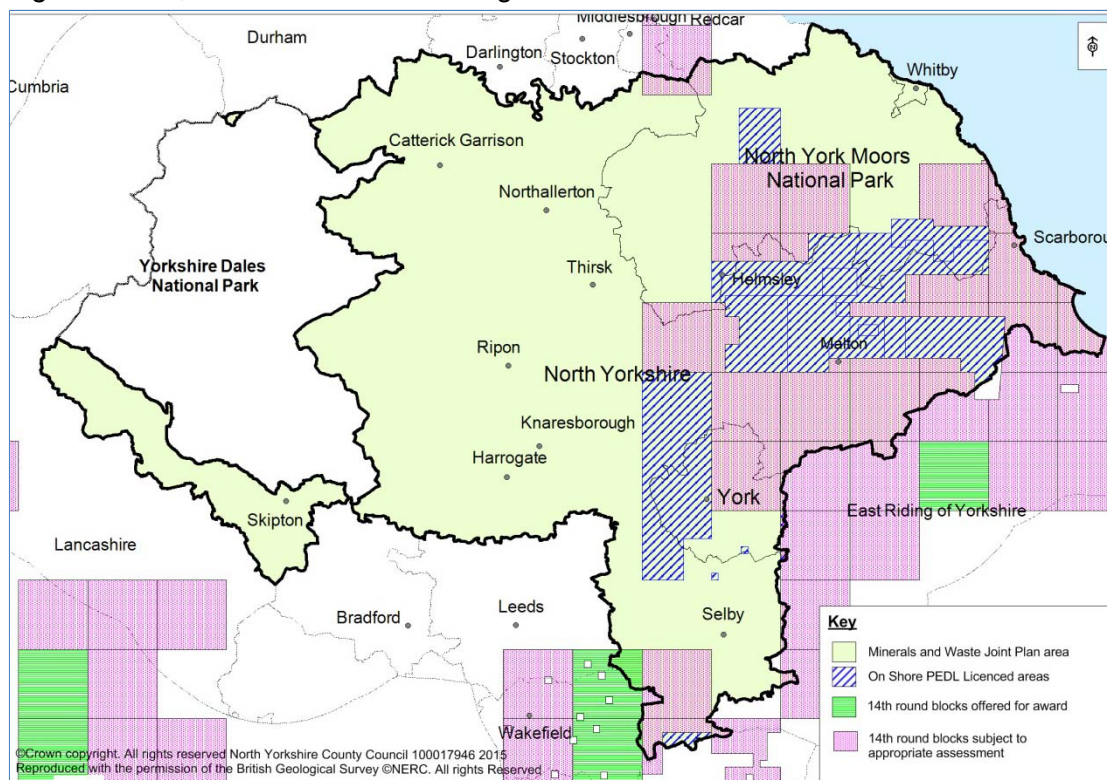 Middlesbrough
Redcar
Durham
Darlington
Stockton
Whitby
Cumbria
Catterick Garrison
North York Moors
National Park
Northallerton
Scarborou
Yorkshire Dales
National Park
Thirsk
Helmsley
Ripon
North Yorkshire
Malton
Knaresborough
Harrogate
York
Skipton
East Riding of Yorkshire
Lancashire
Bradford
Leeds
Selby
Wakefield
Key
Minerals and Waste Joint Plan area
On Shore PEDL Licenced areas
14th round blocks offered for award
14th round blocks subject to
appropriate assessment
©Crown copyright. All rights reserved North Yorkshire County Council 100017946 2015
Reproduced with the permission of the British Geological Survey ©NERC. All rights Reserved